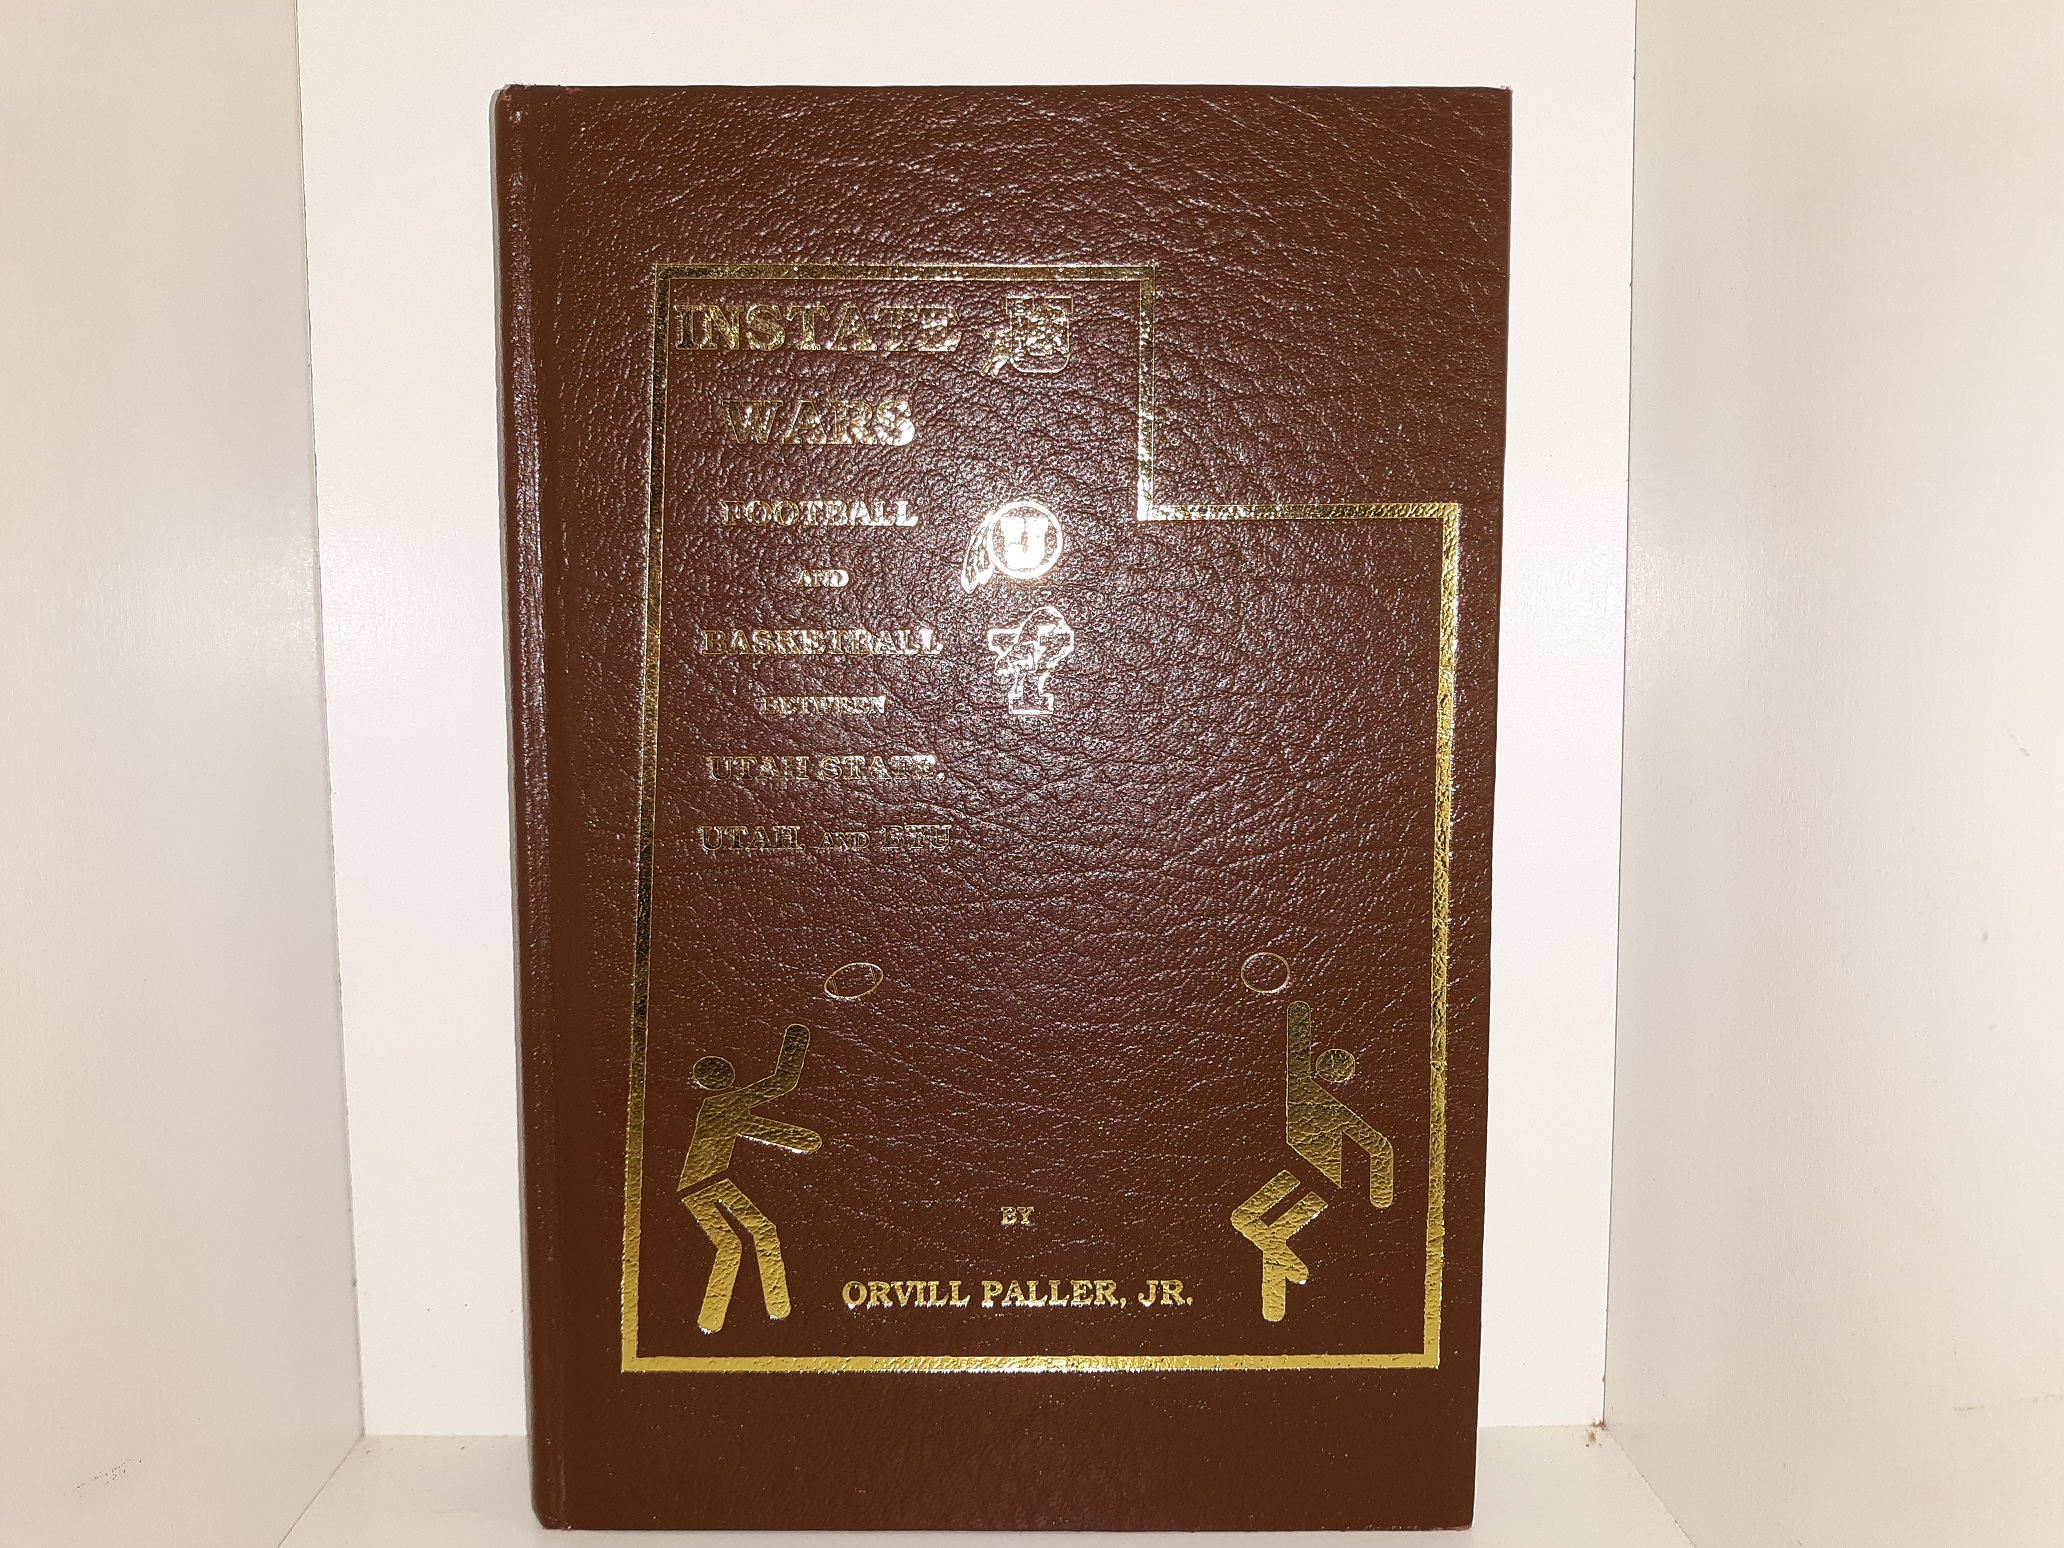 INSTATE
WARS
FOOTBALL
AND
BASKETBALL
BETWEEN
UTAH STATE,
UTAH, AND BYU
U
BY
ORVILL PALLER, JR.